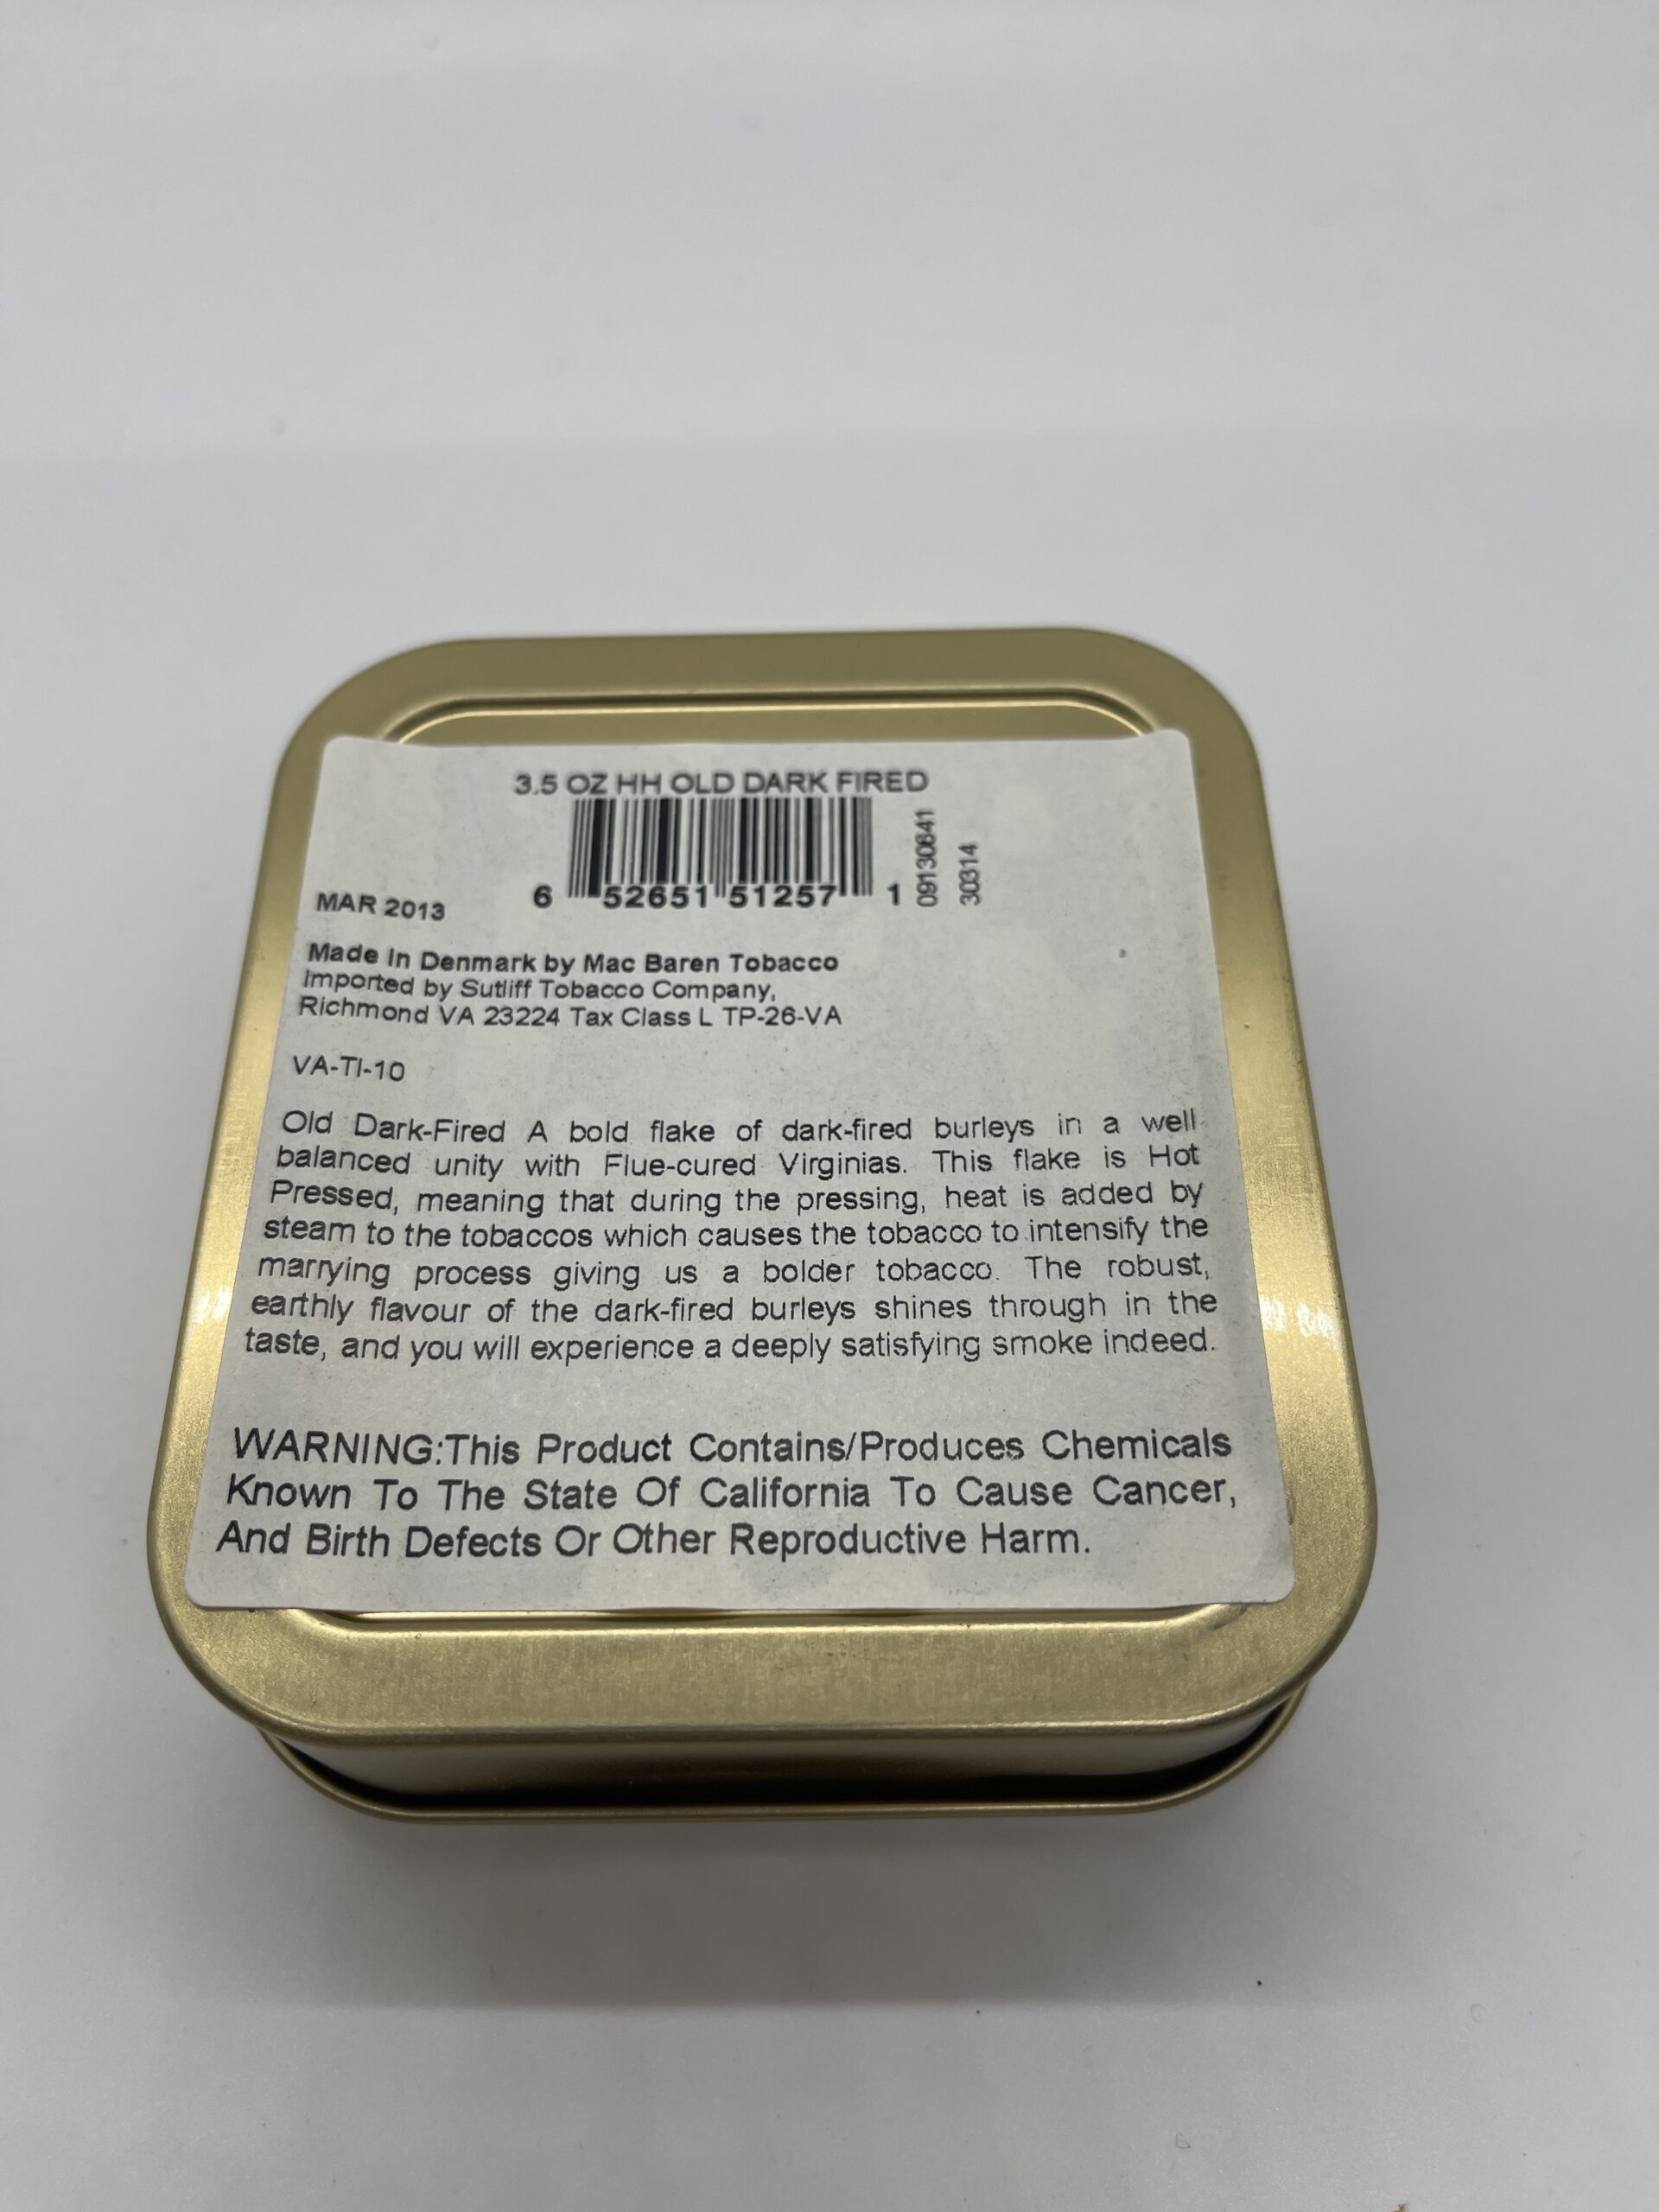 3.5 OZ HH OLD DARK FIRED
6 52651 51257 1
09130641
30314
MAR 2013
Made In Denmark by Mac Baren Tobacco
Imported by Sutliff Tobacco Company,
Richmond VA 23224 Tax Class L TP-26-VA
VA-TI-10
Old Dark-Fired A bold flake of dark-fired burleys in a well-
balanced unity with Flue-cured Virginias. This flake is Hot
Pressed, meaning that during the pressing, heat is added by
steam to the tobaccos which causes the tobacco to intensify the
marrying process giving us a bolder tobacco. The robust,
earthly flavour of the dark-fired burleys shines through in the
taste, and you will experience a deeply satisfying smoke indeed.
WARNING:This Product Contains/Produces Chemicals
Known To The State Of California To Cause Cancer,
And Birth Defects Or Other Reproductive Harm.